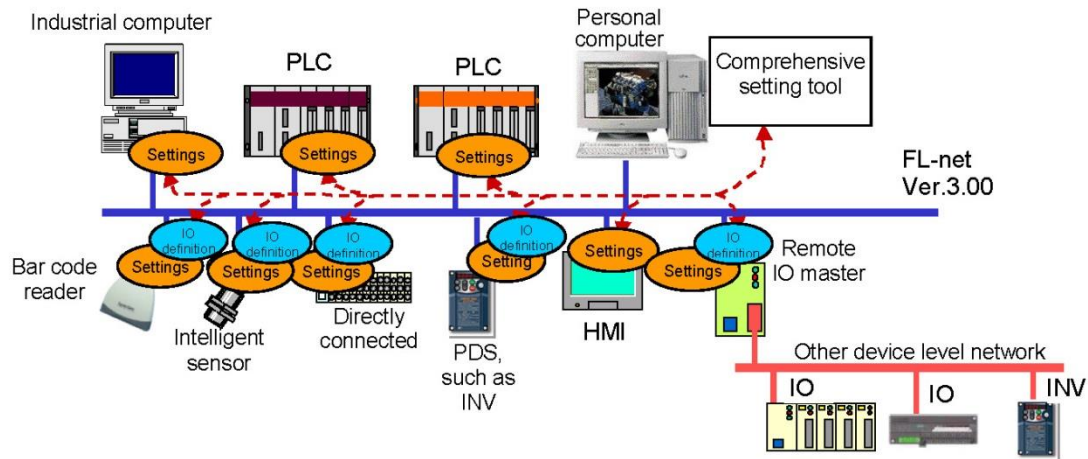 Industrial computer
PLC
PLC
Personal
computer
Comprehensive
setting tool
Settings
Settings
Settings
FL-net
Ver.3.00
IO
definition
IO
definition
IO
definition
IO
definition
IO
definition
Settings
Settings
Settings
Setting
Settings
Settings
Bar code
reader
Intelligent
sensor
Directly
connected
PDS,
such as
INV
HMI
Remote
IO master
Other device level network
IO
IO
INV